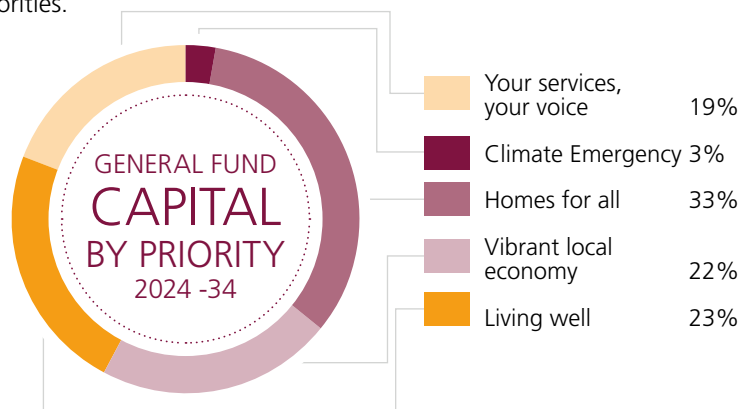 orities.
GENERAL FUND
CAPITAL
BY PRIORITY
2024 -34
Your services,
your voice 19%
Climate Emergency 3%
Homes for all 33%
Vibrant local
economy 22%
Living well 23%